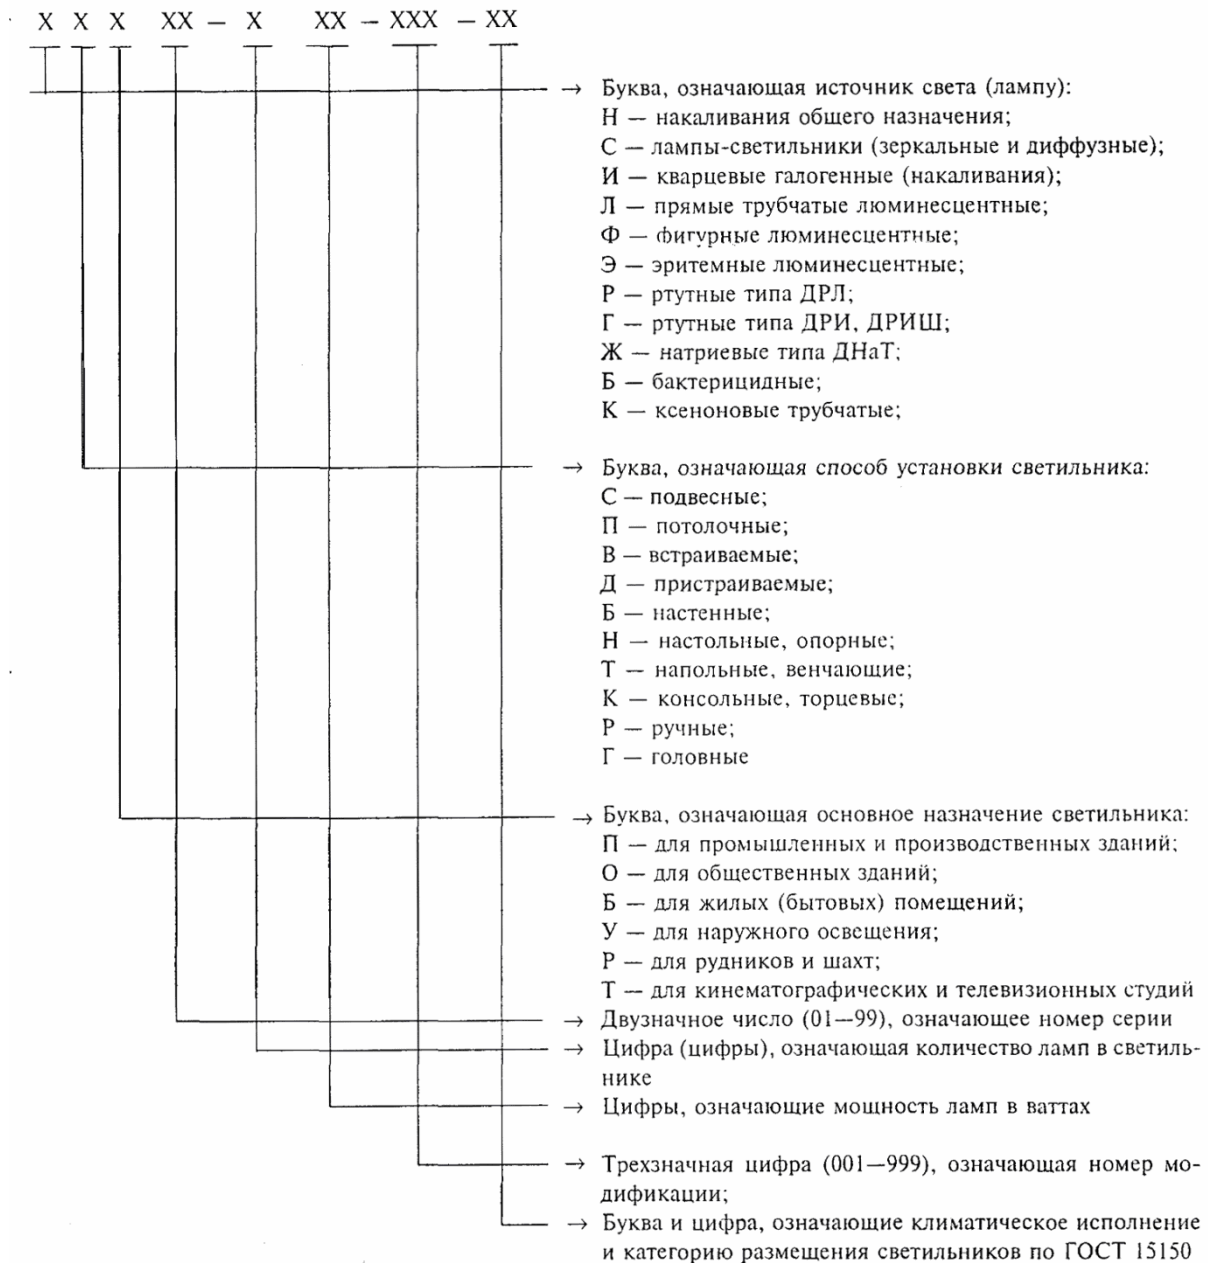 X X X XX – X XX – XXX – XX
→ Буква, означающая источник света (лампу):
Н — накаливания общего назначения;
С — лампы-светильники (зеркальные и диффузные);
И — кварцевые галогенные (накаливания);
Л — прямые трубчатые люминесцентные;
Ф — фигурные люминесцентные;
Э — эритемные люминесцентные;
Р — ртутные типа ДРЛ;
Г — ртутные типа ДРИ, ДРИШ;
Ж — натриевые типа ДНаТ;
Б — бактерицидные;
К — ксеноновые трубчатые;
→ Буква, означающая способ установки светильника:
С — подвесные;
П — потолочные;
В — встраиваемые;
Д — пристраиваемые;
Б — настенные;
Н — настольные, опорные;
Т — напольные, венчающие;
К — консольные, торцевые;
Р — ручные;
Г — головные
→ Буква, означающая основное назначение светильника:
П — для промышленных и производственных зданий;
О — для общественных зданий;
Б — для жилых (бытовых) помещений;
У — для наружного освещения;
Р — для рудников и шахт;
Т — для кинематографических и телевизионных студий
→ Двузначное число (01—99), означающее номер серии
→ Цифра (цифры), означающая количество ламп в светиль-
нике
→ Цифры, означающие мощность ламп в ваттах
→ Трехзначная цифра (001—999), означающая номер мо-
дификации;
→ Буква и цифра, означающие климатическое исполнение
и категорию размещения светильников по ГОСТ 15150